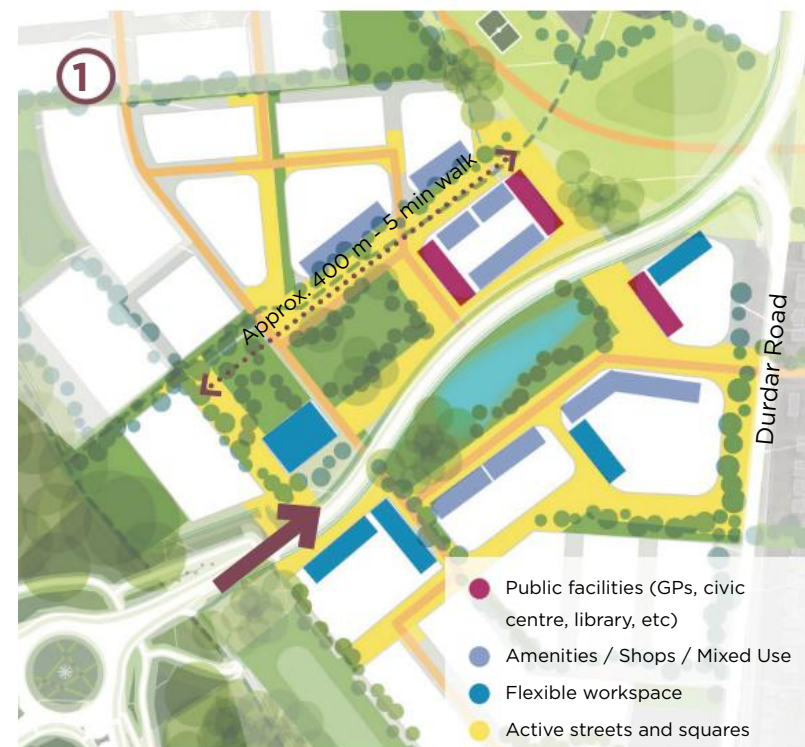 1
Approx. 400 m - 5 min walk
Durdar Road
Public facilities (GPs, civic
centre, library, etc)
Amenities / Shops / Mixed Use
Flexible workspace
Active streets and squares